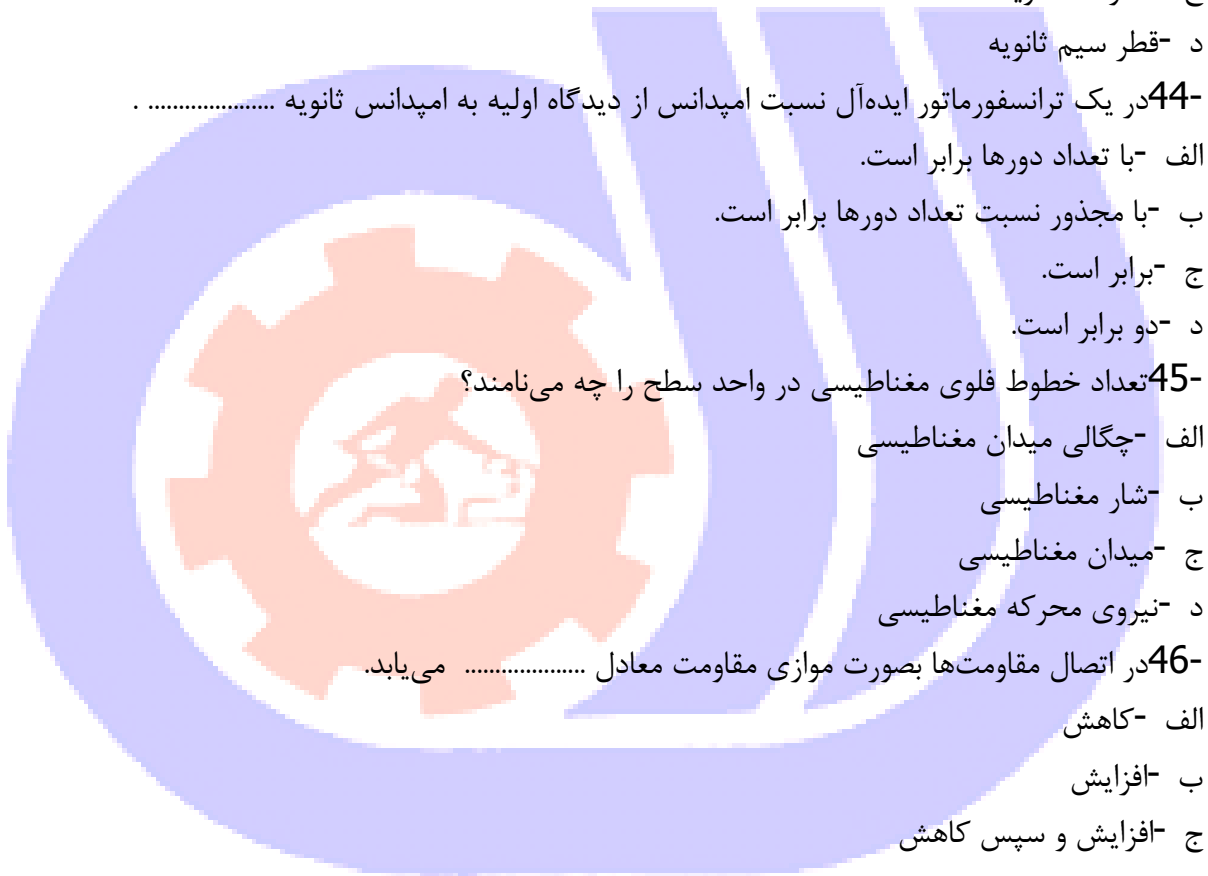 د -قطر سیم ثانویه
-44در یک ترانسفورماتور ایده‌آل نسبت امپدانس از دیدگاه اولیه به امپدانس ثانویه .................... .
الف -با تعداد دورها برابر است.
ب -با مجذور نسبت تعداد دورها برابر است.
ج -برابر است.
د -دو برابر است.
-45تعداد خطوط فلوی مغناطیسی در واحد سطح را چه می‌نامند؟
الف -چگالی میدان مغناطیسی
ب -شار مغناطیسی
ج -میدان مغناطیسی
د -نیروی محرکه مغناطیسی
-46در اتصال مقاومت‌ها بصورت موازی مقاومت معادل .................... می‌یابد.
الف -کاهش
ب -افزایش
ج -افزایش و سپس کاهش